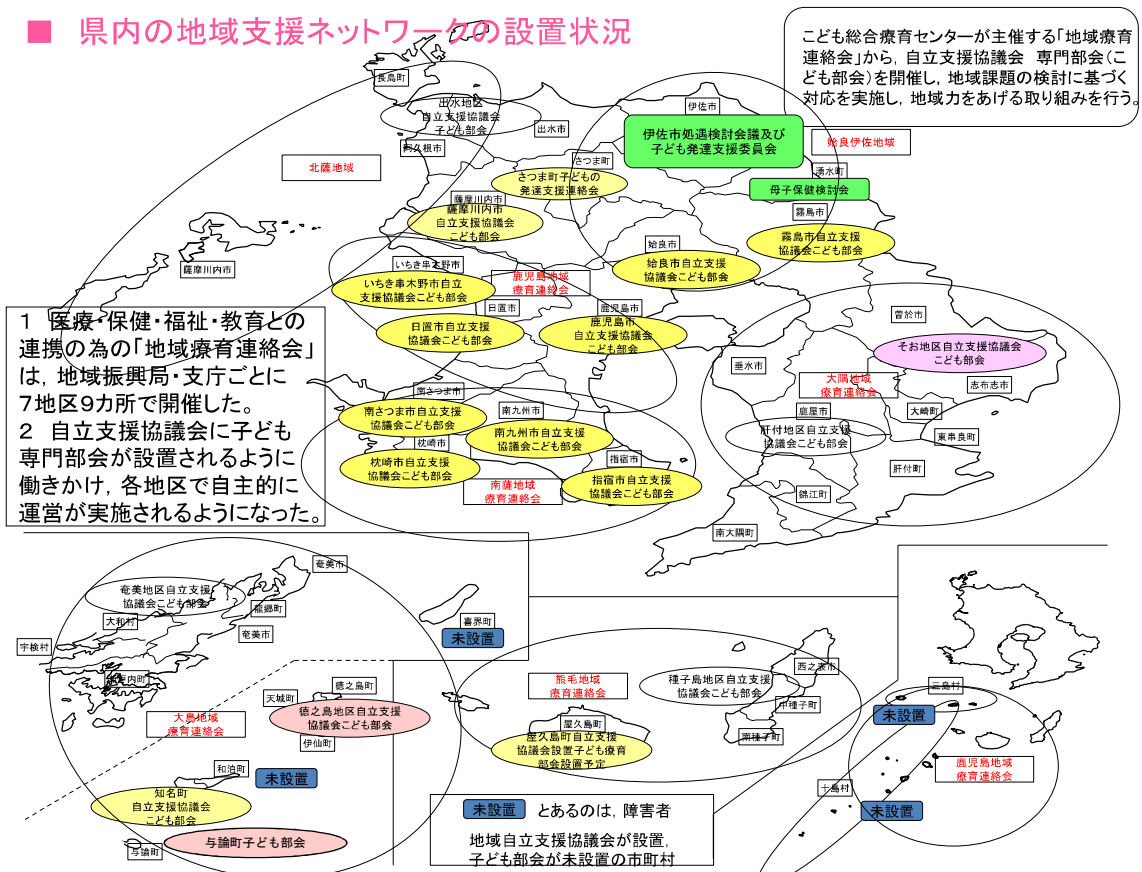 ■ 県内の地域支援ネットワークの設置状況
こども総合療育センターが主催する「地域療育
連絡会」から，自立支援協議会 専門部会（こ
ども部会）を開催し，地域課題の検討に基づく
対応を実施し，地域力をあげる取り組みを行う。
長島町
出水地区
自立支援協議会
子ども部会
出水市
阿久根市
伊佐市
伊佐市処遇検討会議及び
子ども発達支援委員会
姶良伊佐地域
湧水町
母子保健検討会
霧島市
霧島市自立支援
協議会こども部会
北薩地域
さつま町
さつま町子どもの
発達支援連絡会
薩摩川内市
薩摩川内市
自立支援協議会
こども部会
薩摩川内市
姶良市
姶良市自立支援
協議会こども部会
いちき串木野市
いちき串木野市自立
支援協議会こども部会
鹿児島地域
療育連絡会
日置市
日置市自立支援
協議会こども部会
鹿児島市
鹿児島市
自立支援協議会
こども部会
1 医療・保健・福祉・教育との
連携の為の「地域療育連絡会」
は，地域振興局・支庁ごとに
7地区9カ所で開催した。
2 自立支援協議会に子ども
専門部会が設置されるように
働きかけ，各地区で自主的に
運営が実施されるようになった。
曽於市
そお地区自立支援協議会
こども部会
垂水市
大隅地域
療育連絡会
志布志市
鹿屋市
大崎町
肝付地区自立支援
協議会こども部会
東串良町
肝付町
錦江町
南大隅町
南さつま市
南さつま市自立支援
協議会こども部会
南九州市
南九州市自立支援
協議会こども部会
枕崎市
枕崎市自立支援
協議会こども部会
指宿市
指宿市自立支援
協議会こども部会
南薩地域
療育連絡会
奄美市
奄美地区自立支援
協議会こども部会
龍郷町
大和村
奄美市
宇検村
瀬戸内町
喜界町
未設置
徳之島町
天城町
徳之島地区自立支援
協議会こども部会
伊仙町
大島地域
療育連絡会
和泊町
未設置
知名町
自立支援協議会
こども部会
与論町子ども部会
与論町
熊毛地域
療育連絡会
種子島地区自立支援
協議会こども部会
西之表市
中種子町
南種子町
屋久島町
屋久島町自立支援
協議会設置子ども療育
部会設置予定
三島村
未設置
鹿児島地域
療育連絡会
十島村
未設置
未設置 とあるのは，障害者
地域自立支援協議会が設置，
子ども部会が未設置の市町村